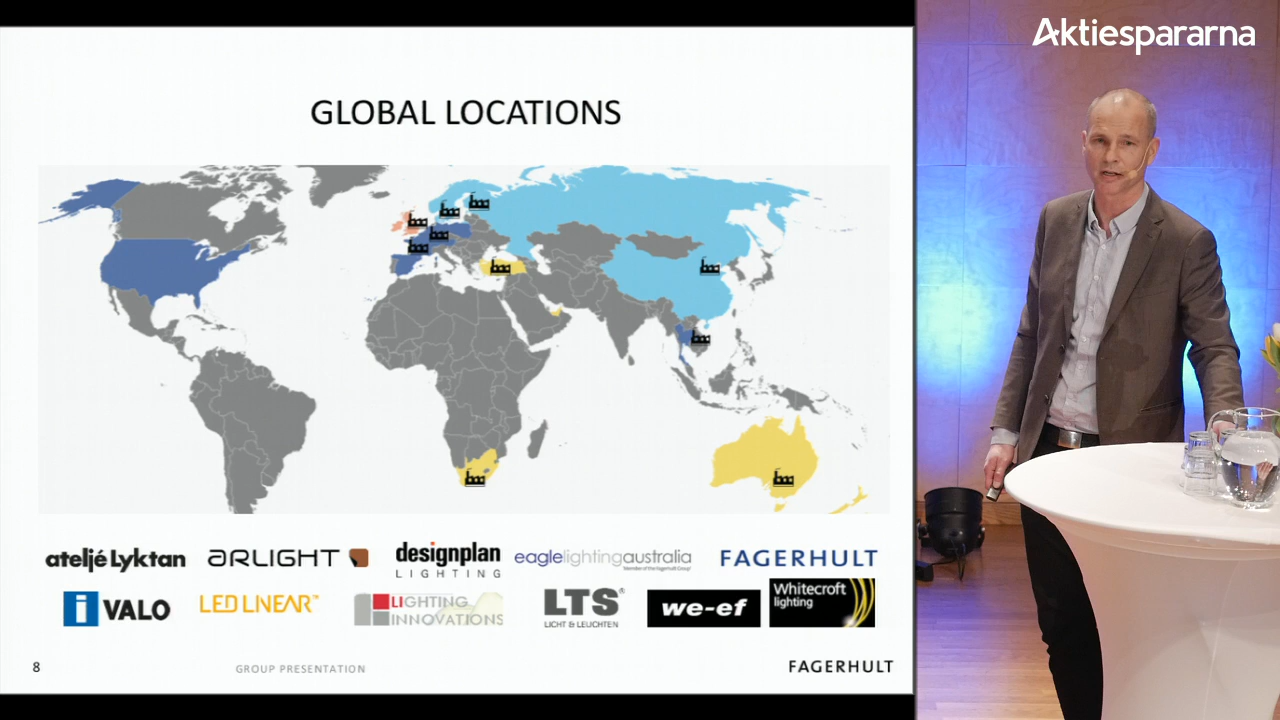 Aktiespararna
GLOBAL LOCATIONS
ateljé Lyktan
ARLIGHT
designplan
LIGHTING
eaglelightingaustralia
FAGERHULT
i VALO
LED LINEAR™
LIGHTING
INNOVATIONS
LTS®
LICHT & LEUCHTEN
we-ef
Whitecroft
lighting
8
GROUP PRESENTATION
FAGERHULT